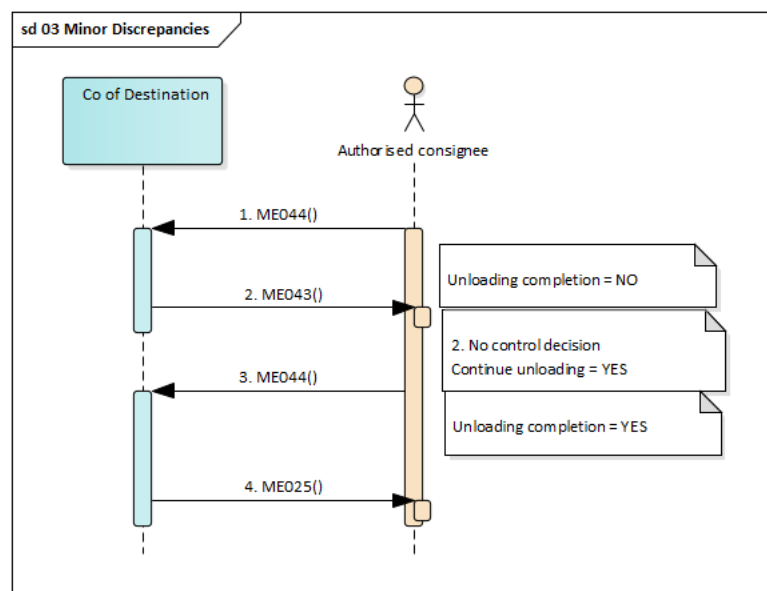 sd 03 Minor Discrepancies
Co of Destination
Authorised consignee
1. ME044()
Unloading completion = NO
2. ME043()
2. No control decision
Continue unloading = YES
3. ME044()
Unloading completion = YES
4. ME025()